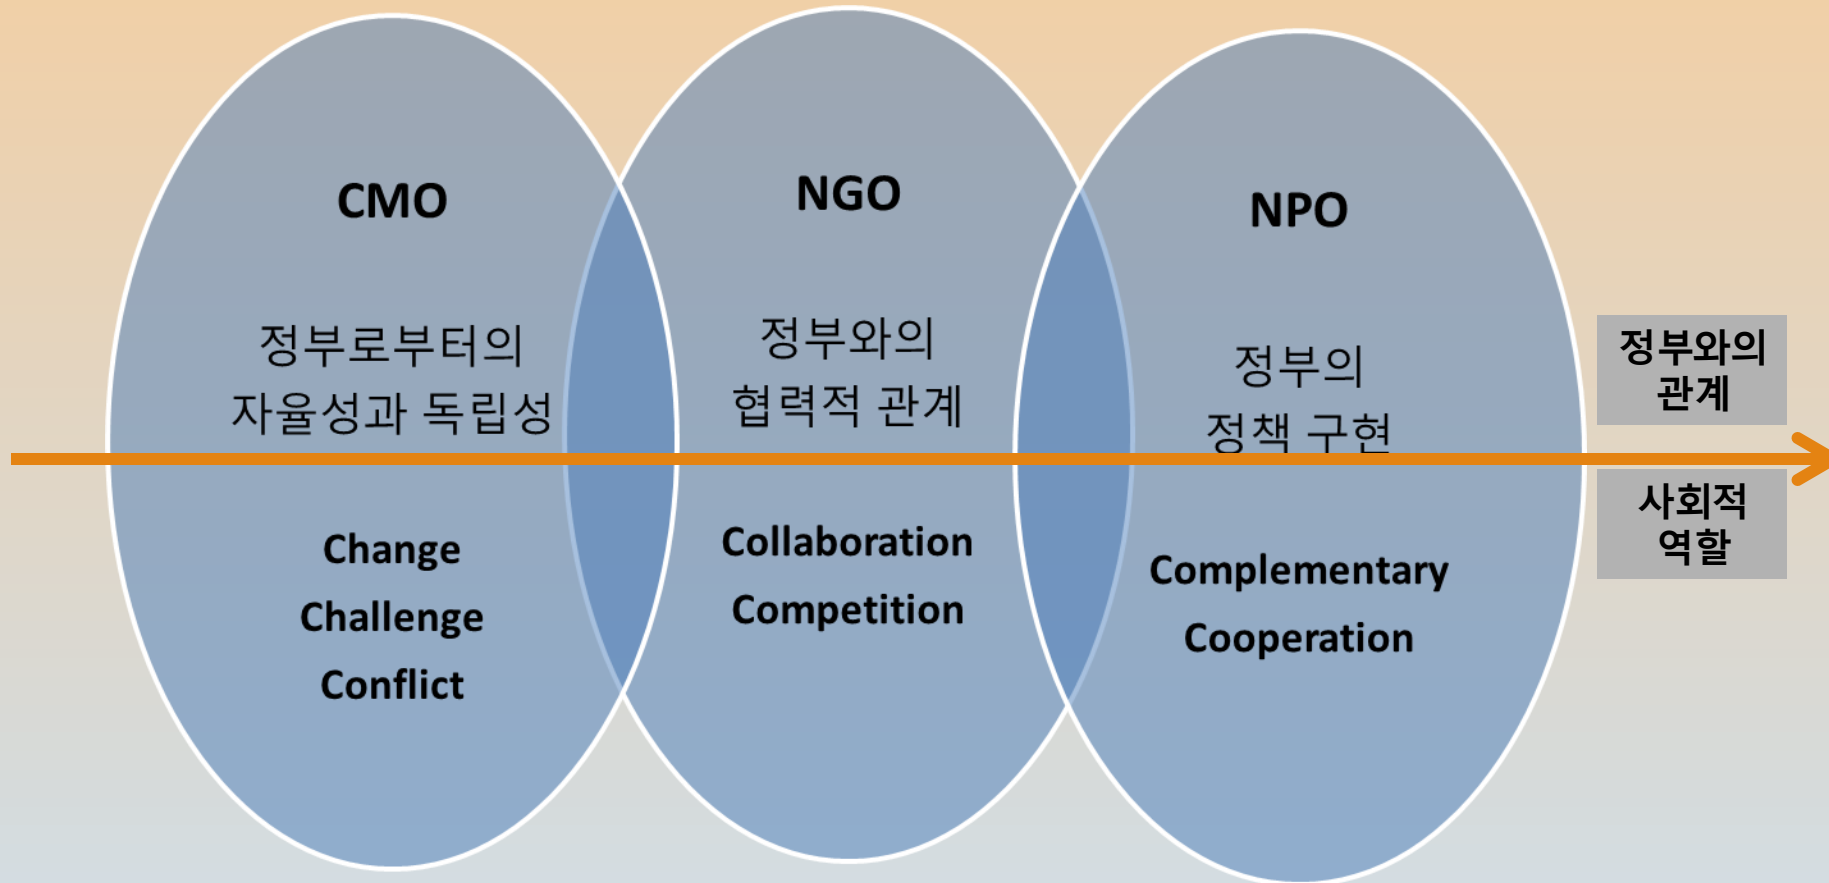 CMO
정부로부터의
자율성과 독립성
Change
Challenge
Conflict
NGO
정부와의
협력적 관계
Collaboration
Competition
NPO
정부의
정책 구현
Complementary
Cooperation
정부와의
관계
사회적
역할